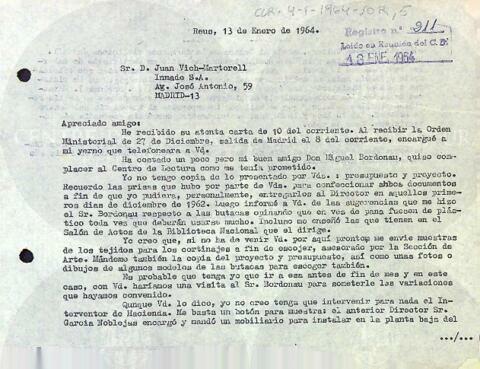 CLR. 4-1-1964-JOR, 5
Reus, 13 de Enero de 1964.
Registro n.º 211
Leido en Reunión del C. D.
18 ENE. 1964
Sr. D. Juan Vich-Martorell
Inmado S.A.
Av. José Antonio, 59
MADRID-13
Apreciado amigo:
He recibido su atenta carta de 10 del corriente. Al recibir la Orden
Ministerial de 27 de Diciembre, salida de Madrid el 8 del corriente, encargué a
mi yerno que telefoneara a Vd.
Ha costado un poco pero mi buen amigo Don Miguel Bordonau, quiso com-
placer al Centro de Lectura como me tenía prometido.
Yo no tengo copia de lo presentado por Vds. : presupuesto y proyecto.
Recuerdo las prisas que hubo por parte de Vds. para confeccionar ambos documentos
a fin de que yo pudiera, personalmente, entregarlos al Director en aquellos prime-
ros días de diciembre de 1962. Luego informé a Vd. de las sugerencias que me hizo
el Sr. Bordonau respecto a las butacas opinando que en vez de pana fuesen de plás-
tico toda vez que deberán usarse mucho. Incluso me enseñó las que tienen en el
Salón de Actos de la Biblioteca Nacional que él dirige.
Yo creo que, si no ha de venir Vd. por aquí pronto, me envíe muestras
de los tejidos para los cortinajes a fin de escojer, asesorado por la Sección de
Arte. Mándeme también la copia del proyecto y presupuesto, así como unas fotos o
dibujos de algunos modelos de las butacas para escoger también.
Es probable que tenga yo que ir a esa antes de fin de mes y en este
caso, con Vd. haríamos una visita al Sr. Bordonau para someterle las variaciones
que hayamos convenido.
Aunque Vd. lo dice, yo no creo que tenga que intervenir para nada el In-
terventor de Hacienda. Me basta un botón para muestra: el anterior Director Sr.
García Noblejas encargó y mandó un mobiliario para instalar en la planta baja del
.../...